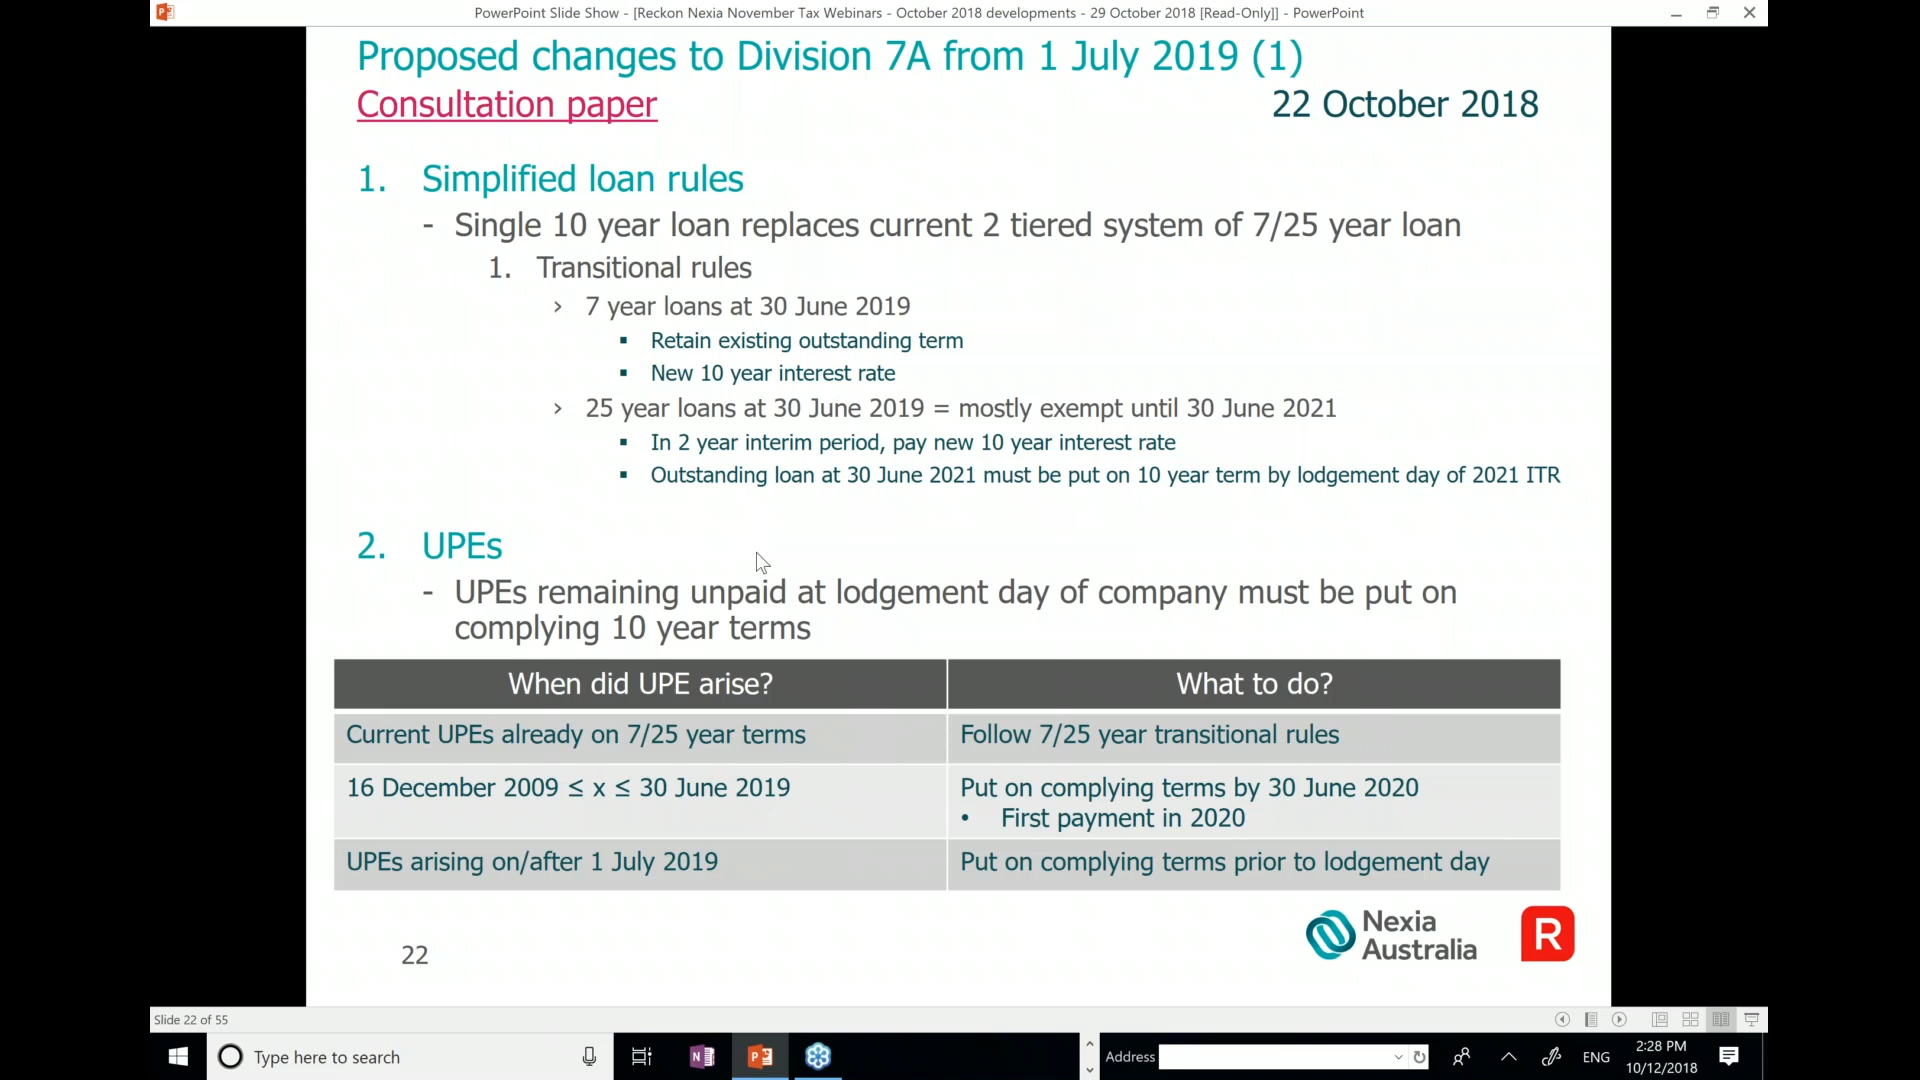 PowerPoint Slide Show - [Reckon Nexia November Tax Webinars - October 2018 developments - 29 October 2018 [Read-Only]] - PowerPoint
Proposed changes to Division 7A from 1 July 2019 (1)
Consultation paper 22 October 2018
1. Simplified loan rules
- Single 10 year loan replaces current 2 tiered system of 7/25 year loan
1. Transitional rules
› 7 year loans at 30 June 2019
▪ Retain existing outstanding term
▪ New 10 year interest rate
› 25 year loans at 30 June 2019 = mostly exempt until 30 June 2021
▪ In 2 year interim period, pay new 10 year interest rate
▪ Outstanding loan at 30 June 2021 must be put on 10 year term by lodgement day of 2021 ITR
2. UPEs
- UPEs remaining unpaid at lodgement day of company must be put on
complying 10 year terms
When did UPE arise? What to do?
Current UPEs already on 7/25 year terms Follow 7/25 year transitional rules
16 December 2009 ≤ x ≤ 30 June 2019 Put on complying terms by 30 June 2020
• First payment in 2020
UPEs arising on/after 1 July 2019 Put on complying terms prior to lodgement day
Nexia
Australia
R
22
Slide 22 of 55
Type here to search
Address
ENG
2:28 PM
10/12/2018